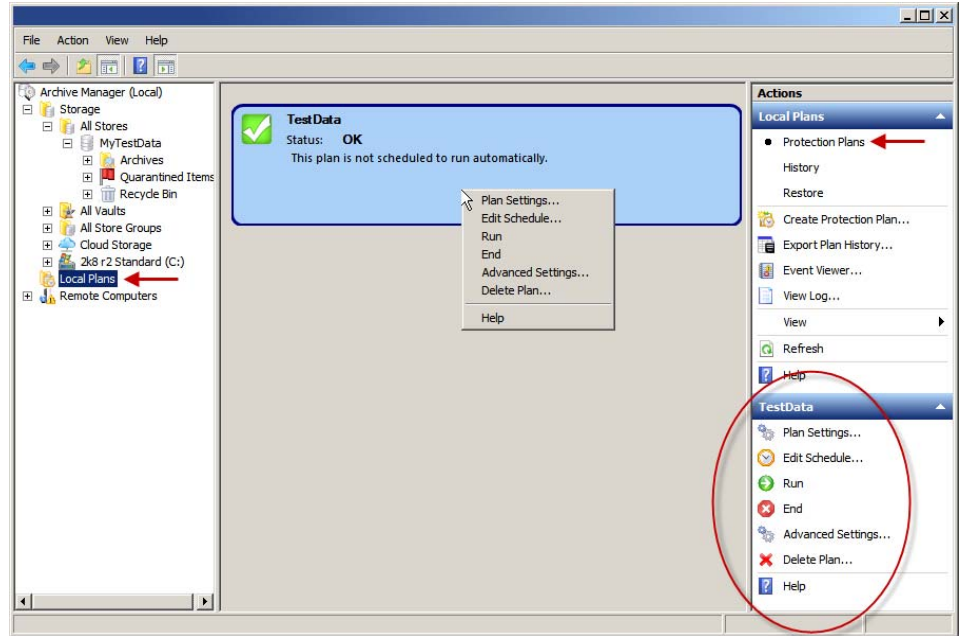 File Action View Help
Archive Manager (Local)
Storage
All Stores
MyTestData
Archives
Quarantined Items
Recycle Bin
All Vaults
All Store Groups
Cloud Storage
2k8 r2 Standard (C:)
Local Plans
Remote Computers
TestData
Status: OK
This plan is not scheduled to run automatically.
Plan Settings...
Edit Schedule...
Run
End
Advanced Settings...
Delete Plan...
Help
Actions
Local Plans
Protection Plans
History
Restore
Create Protection Plan...
Export Plan History...
Event Viewer...
View Log...
View
Refresh
Help
TestData
Plan Settings...
Edit Schedule...
Run
End
Advanced Settings...
Delete Plan...
Help